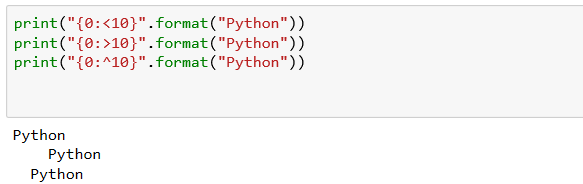 print("{0:<10}".format("Python"))
print("{0:>10}".format("Python"))
print("{0:^10}".format("Python"))
Python
    Python
  Python